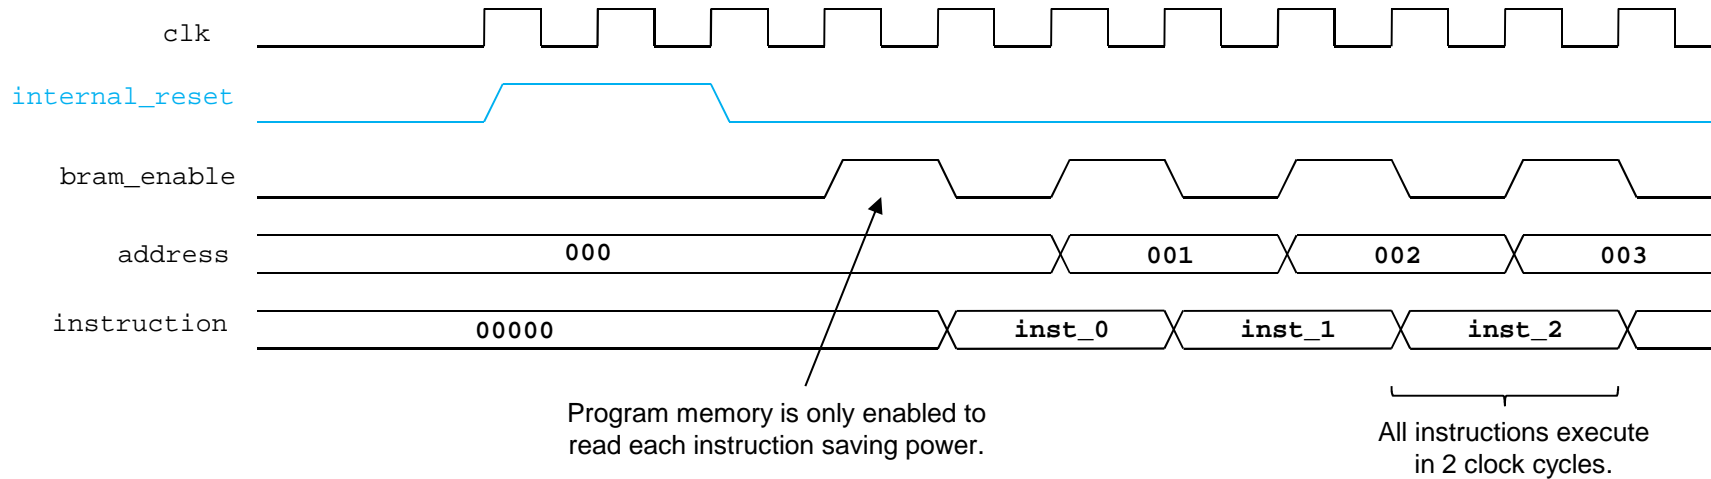 clk
internal_reset
bram_enable
address 000 001 002 003
instruction 00000 inst_0 inst_1 inst_2
Program memory is only enabled to
read each instruction saving power.
All instructions execute
in 2 clock cycles.